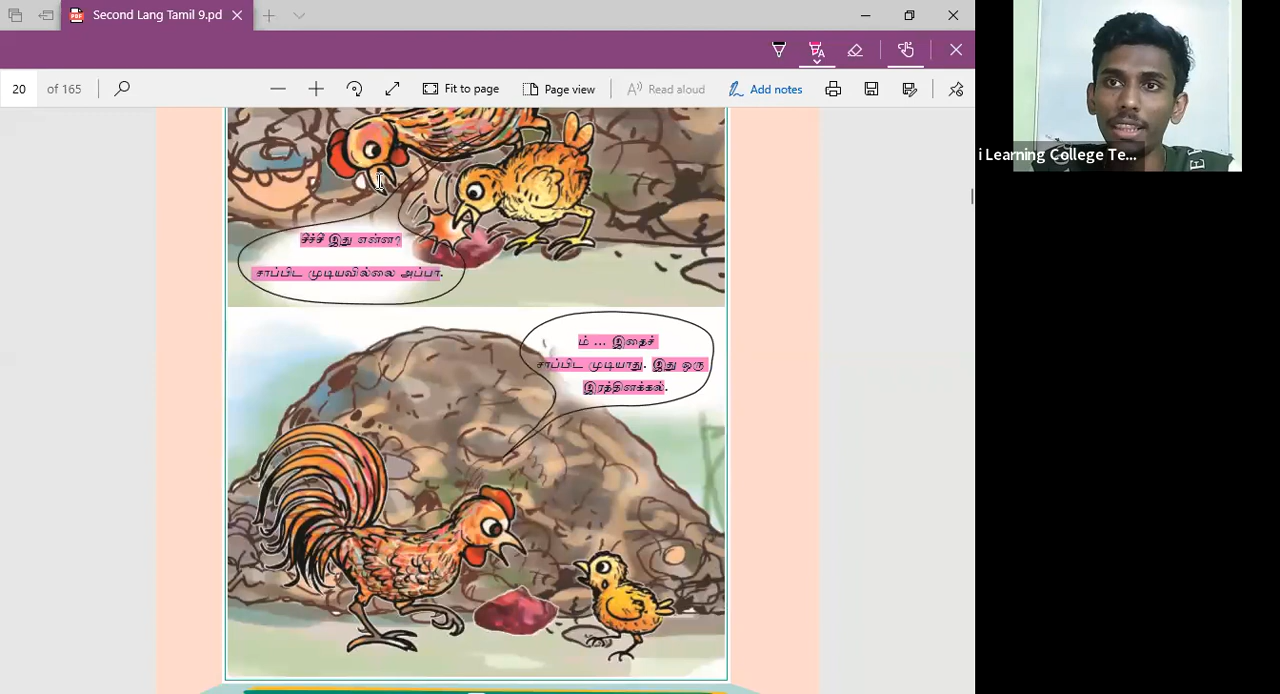 Second Lang Tamil 9.pd
20 of 165
Fit to page
Page view
Read aloud
Add notes
i Learning College Te...
சீச்சீ இது என்ன?
சாப்பிட முடியவில்லை அப்பா.
ம் ... இதைச்
சாப்பிட முடியாது. இது ஒரு
இரத்தினக்கல்.